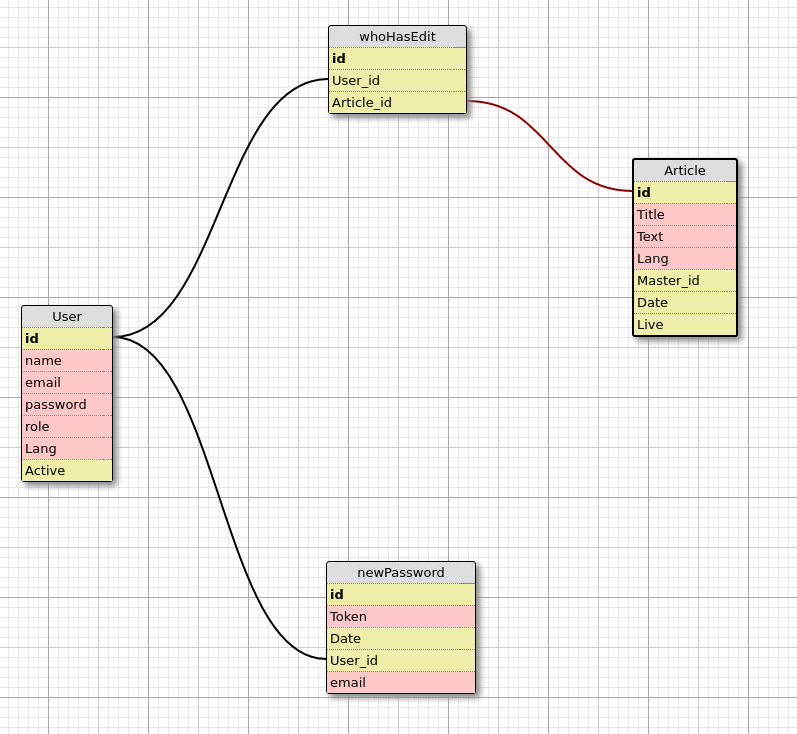 whoHasEdit
id
User_id
Article_id
Article
id
Title
Text
Lang
Master_id
Date
Live
User
id
name
email
password
role
Lang
Active
newPassword
id
Token
Date
User_id
email